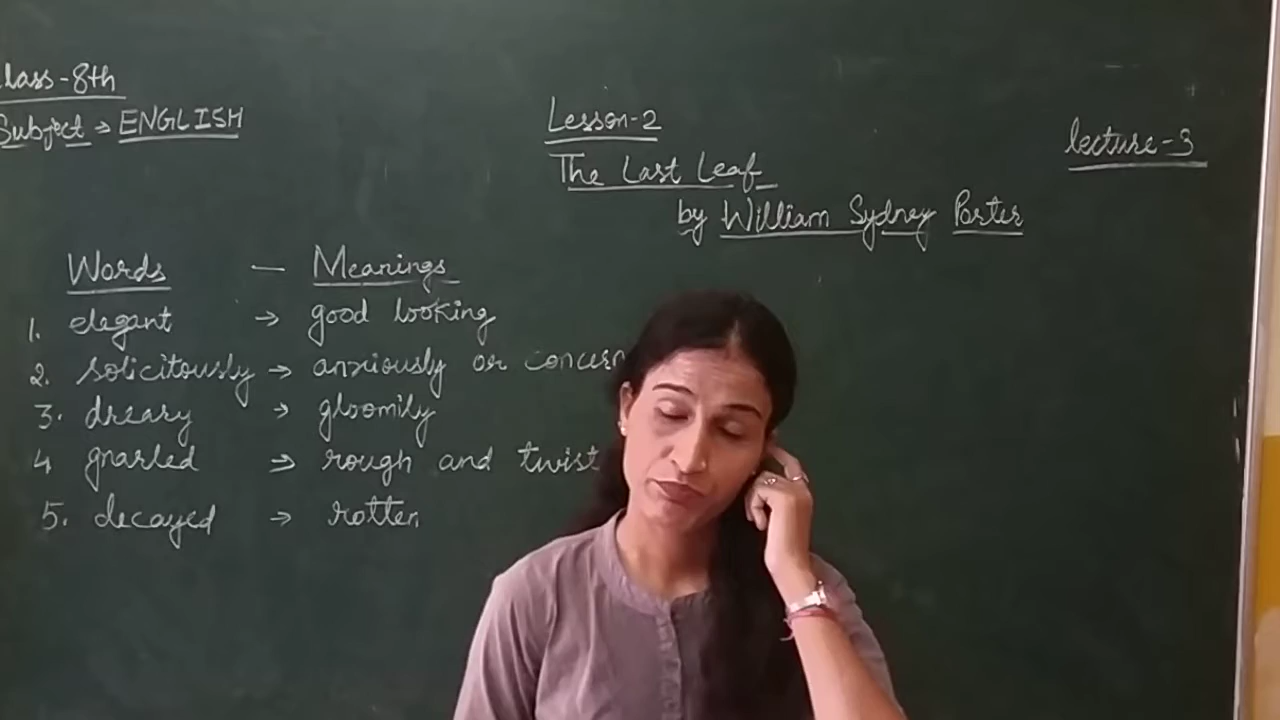 Class-8th
Subject → ENGLISH
Lesson-2
The Last Leaf
by William Sydney Porter
lecture-3
Words — Meanings
1. elegant → good looking
2. solicitously → anxiously or concern
3. dreary → gloomily
4 gnarled → rough and twist
5. decayed → rotten